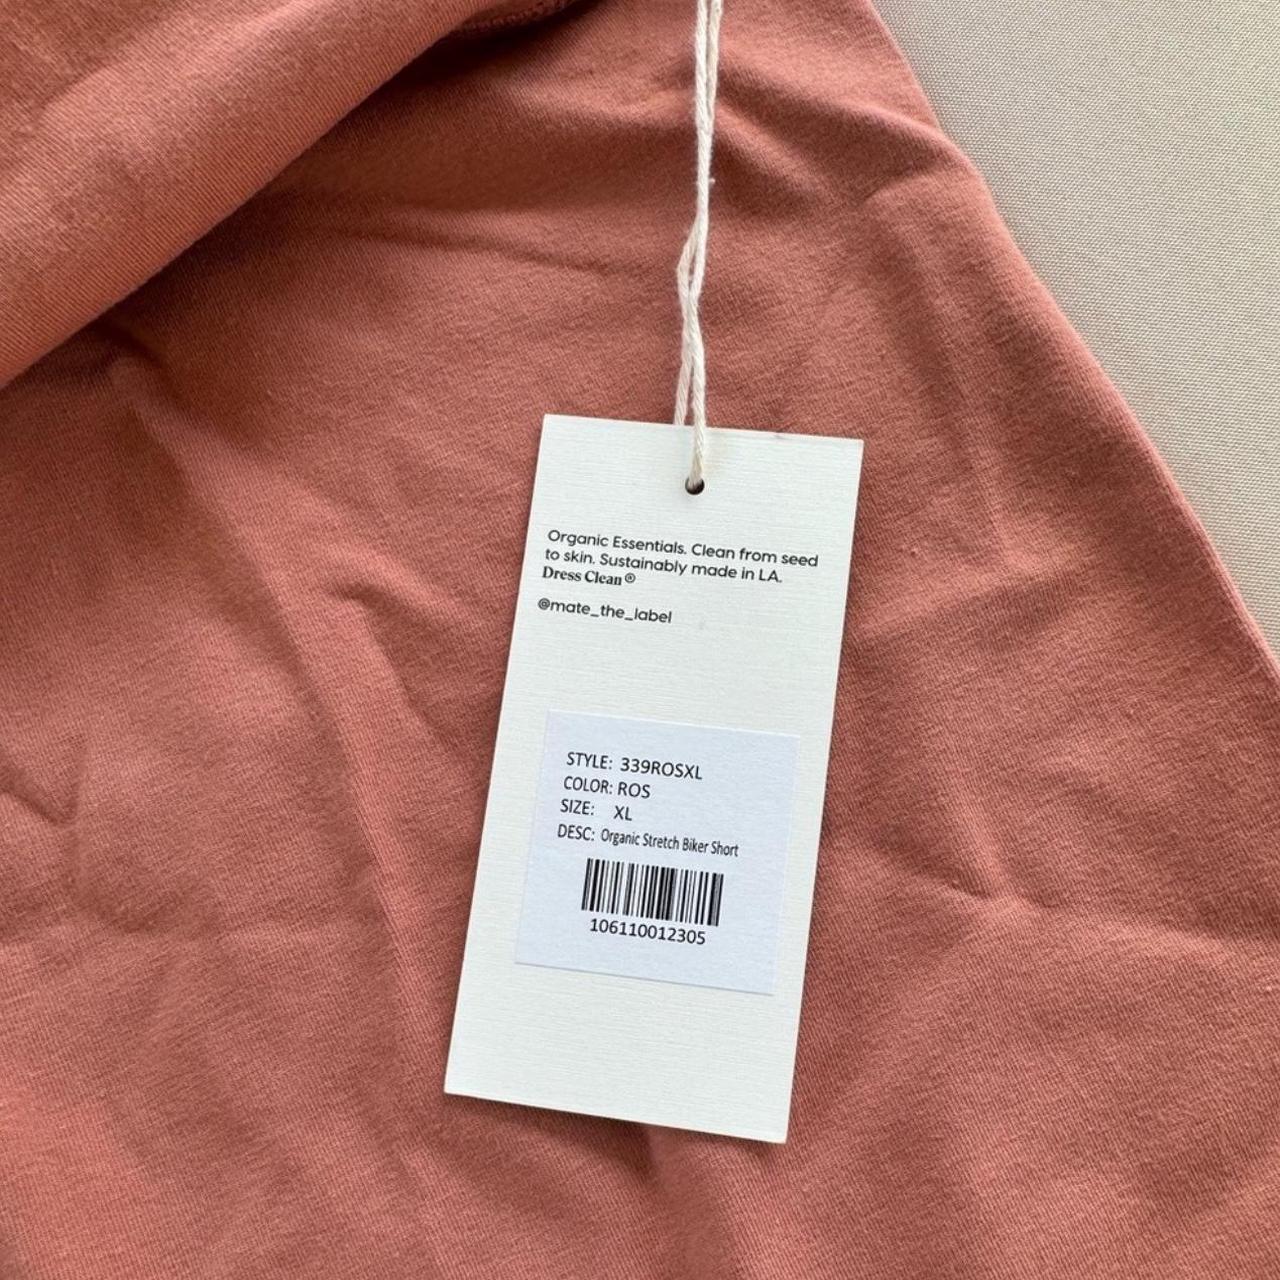 Organic Essentials. Clean from seed
to skin. Sustainably made in LA.
Dress Clean®
@mate_the_label
STYLE: 339ROSXL
COLOR: ROS
SIZE: XL
DESC: Organic Stretch Biker Short
106110012305